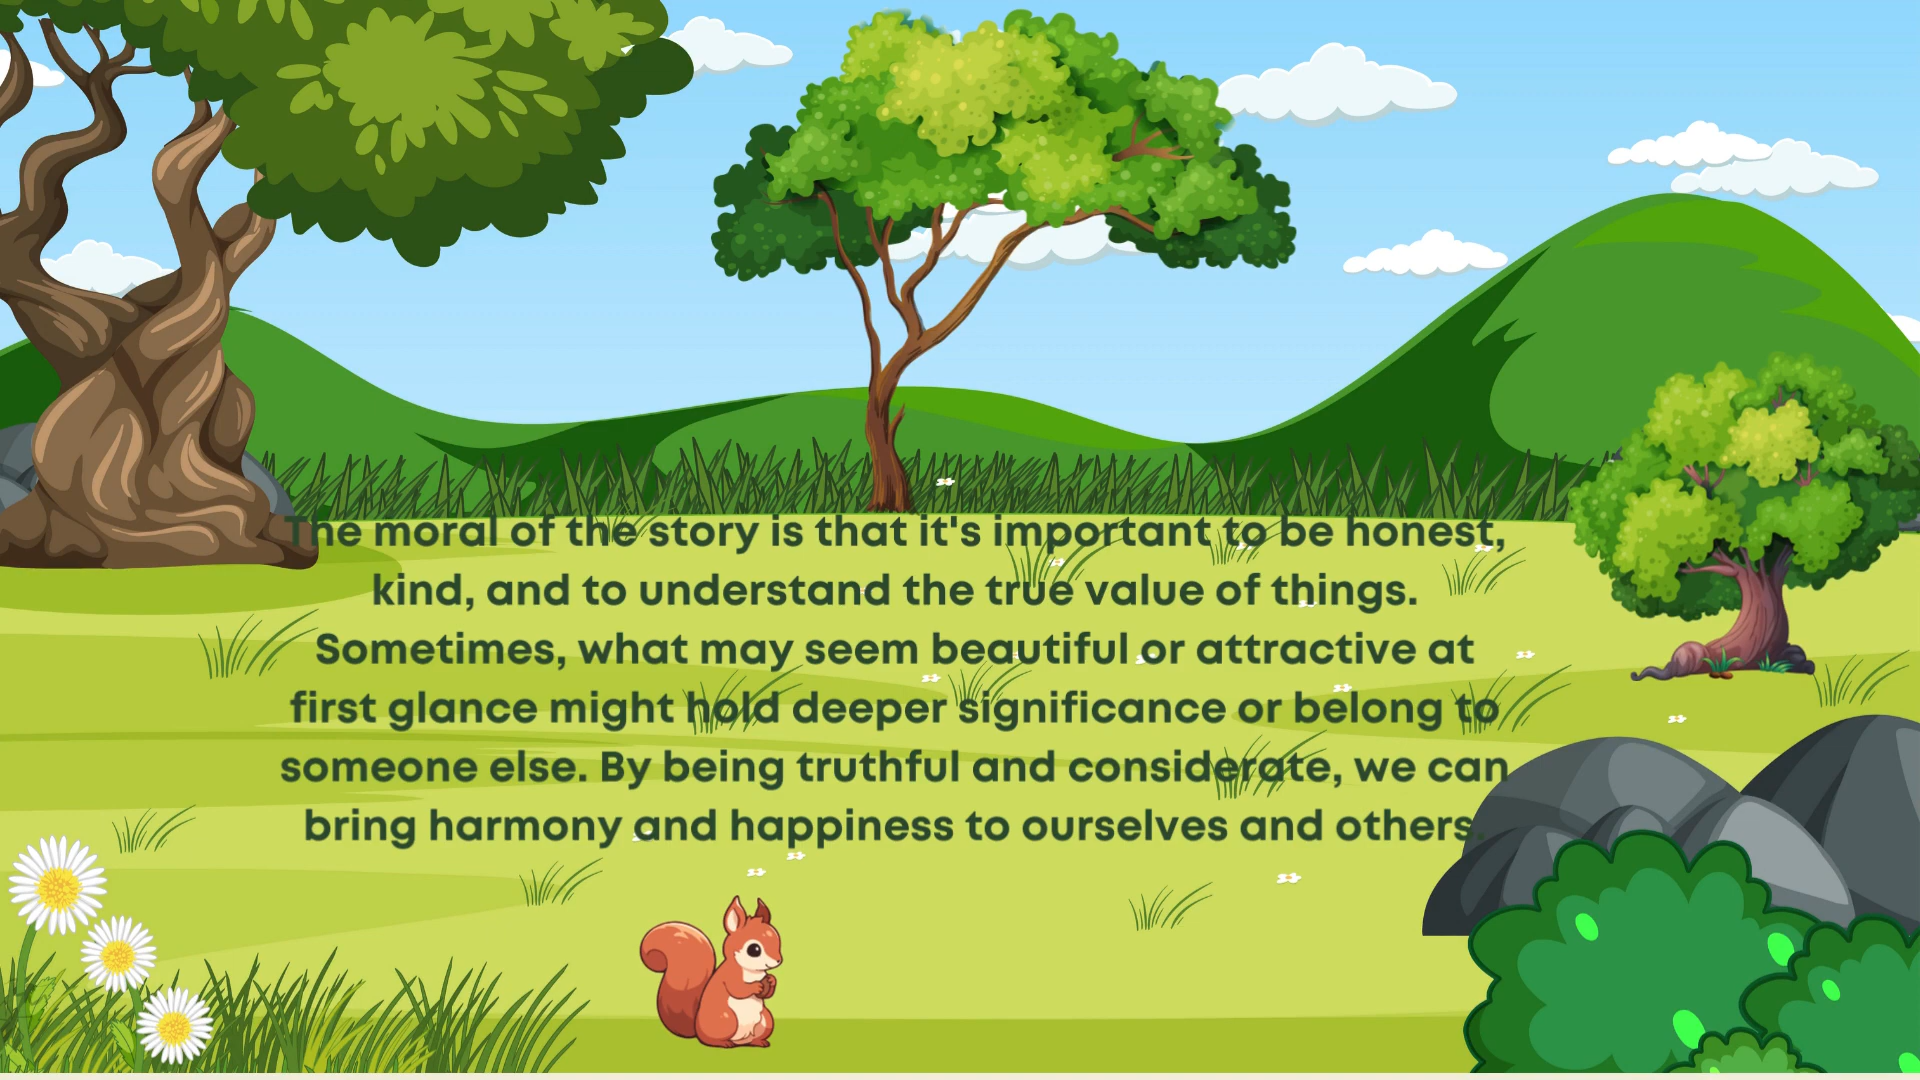 The moral of the story is that it's important to be honest,
kind, and to understand the true value of things.
Sometimes, what may seem beautiful or attractive at
first glance might hold deeper significance or belong to
someone else. By being truthful and considerate, we can
bring harmony and happiness to ourselves and others.